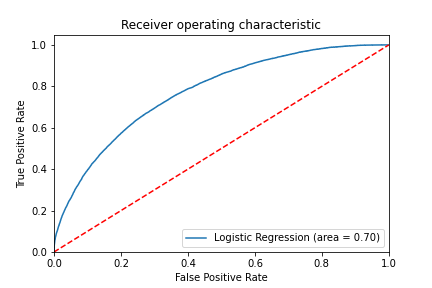 Receiver operating characteristic
1.0
0.8
0.6
0.4
0.2
0.0
True Positive Rate
Logistic Regression (area = 0.70)
0.0 0.2 0.4 0.6 0.8 1.0
False Positive Rate